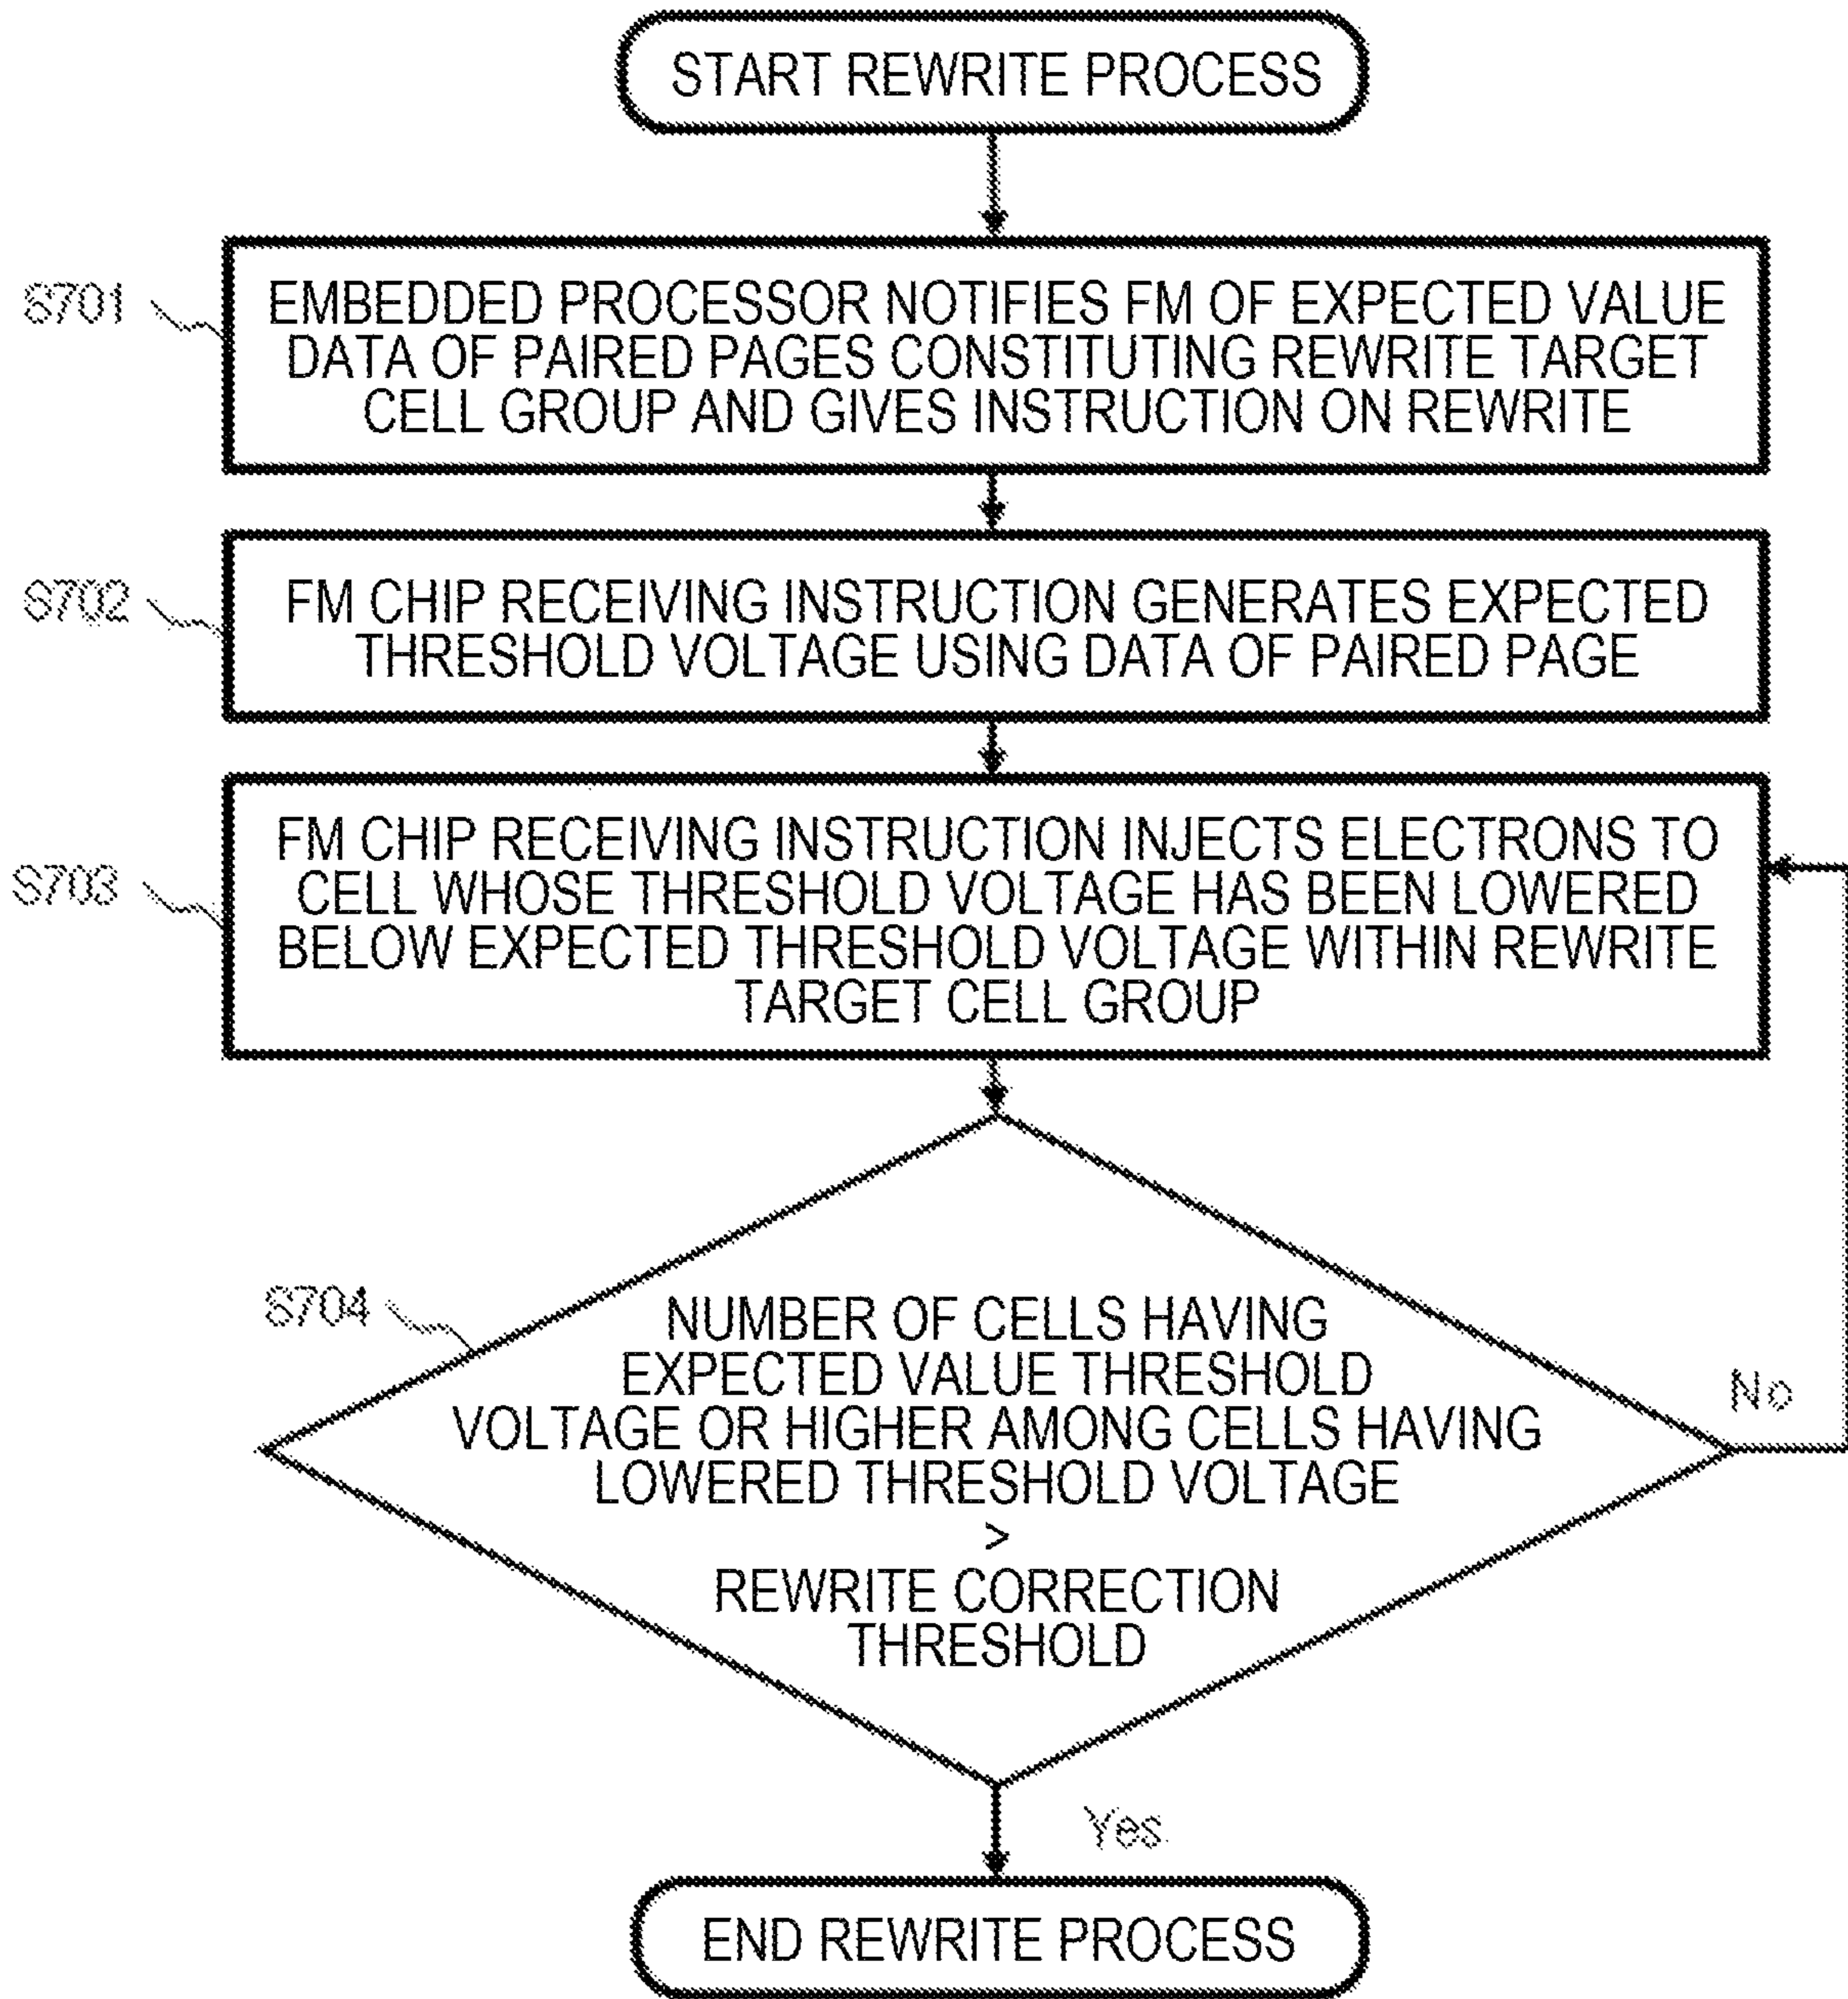 START REWRITE PROCESS
S701
EMBEDDED PROCESSOR NOTIFIES FM OF EXPECTED VALUE
DATA OF PAIRED PAGES CONSTITUTING REWRITE TARGET
CELL GROUP AND GIVES INSTRUCTION ON REWRITE
S702
FM CHIP RECEIVING INSTRUCTION GENERATES EXPECTED
THRESHOLD VOLTAGE USING DATA OF PAIRED PAGE
S703
FM CHIP RECEIVING INSTRUCTION INJECTS ELECTRONS TO
CELL WHOSE THRESHOLD VOLTAGE HAS BEEN LOWERED
BELOW EXPECTED THRESHOLD VOLTAGE WITHIN REWRITE
TARGET CELL GROUP
S704
NUMBER OF CELLS HAVING
EXPECTED VALUE THRESHOLD
VOLTAGE OR HIGHER AMONG CELLS HAVING
LOWERED THRESHOLD VOLTAGE
>
REWRITE CORRECTION
THRESHOLD
No
Yes
END REWRITE PROCESS